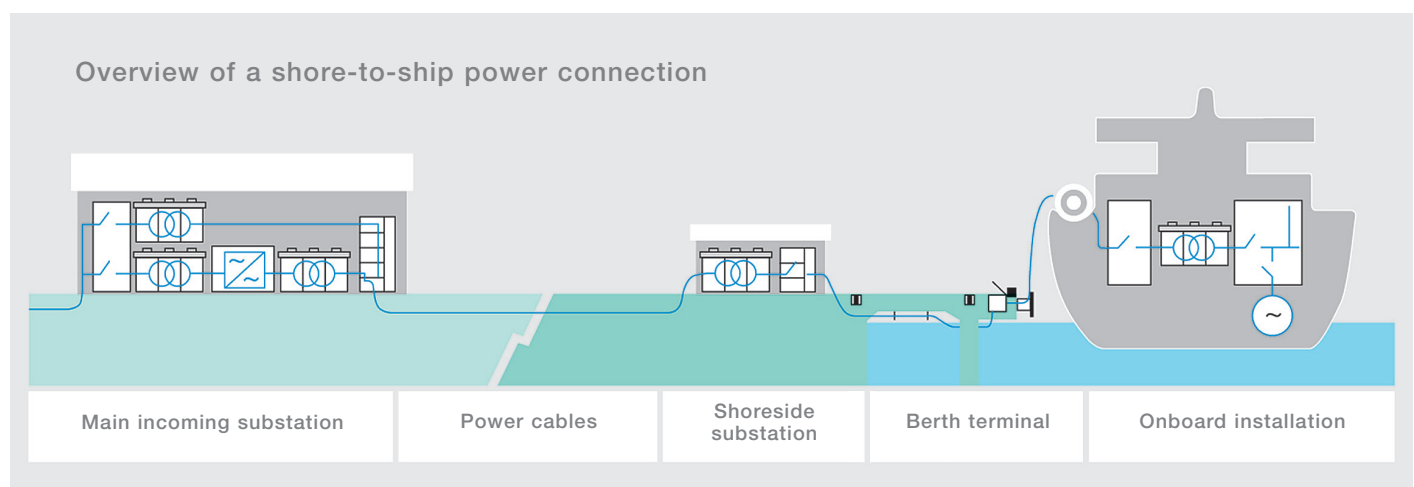 Overview of a shore-to-ship power connection
Main incoming substation
Power cables
Shoreside
substation
Berth terminal
Onboard installation